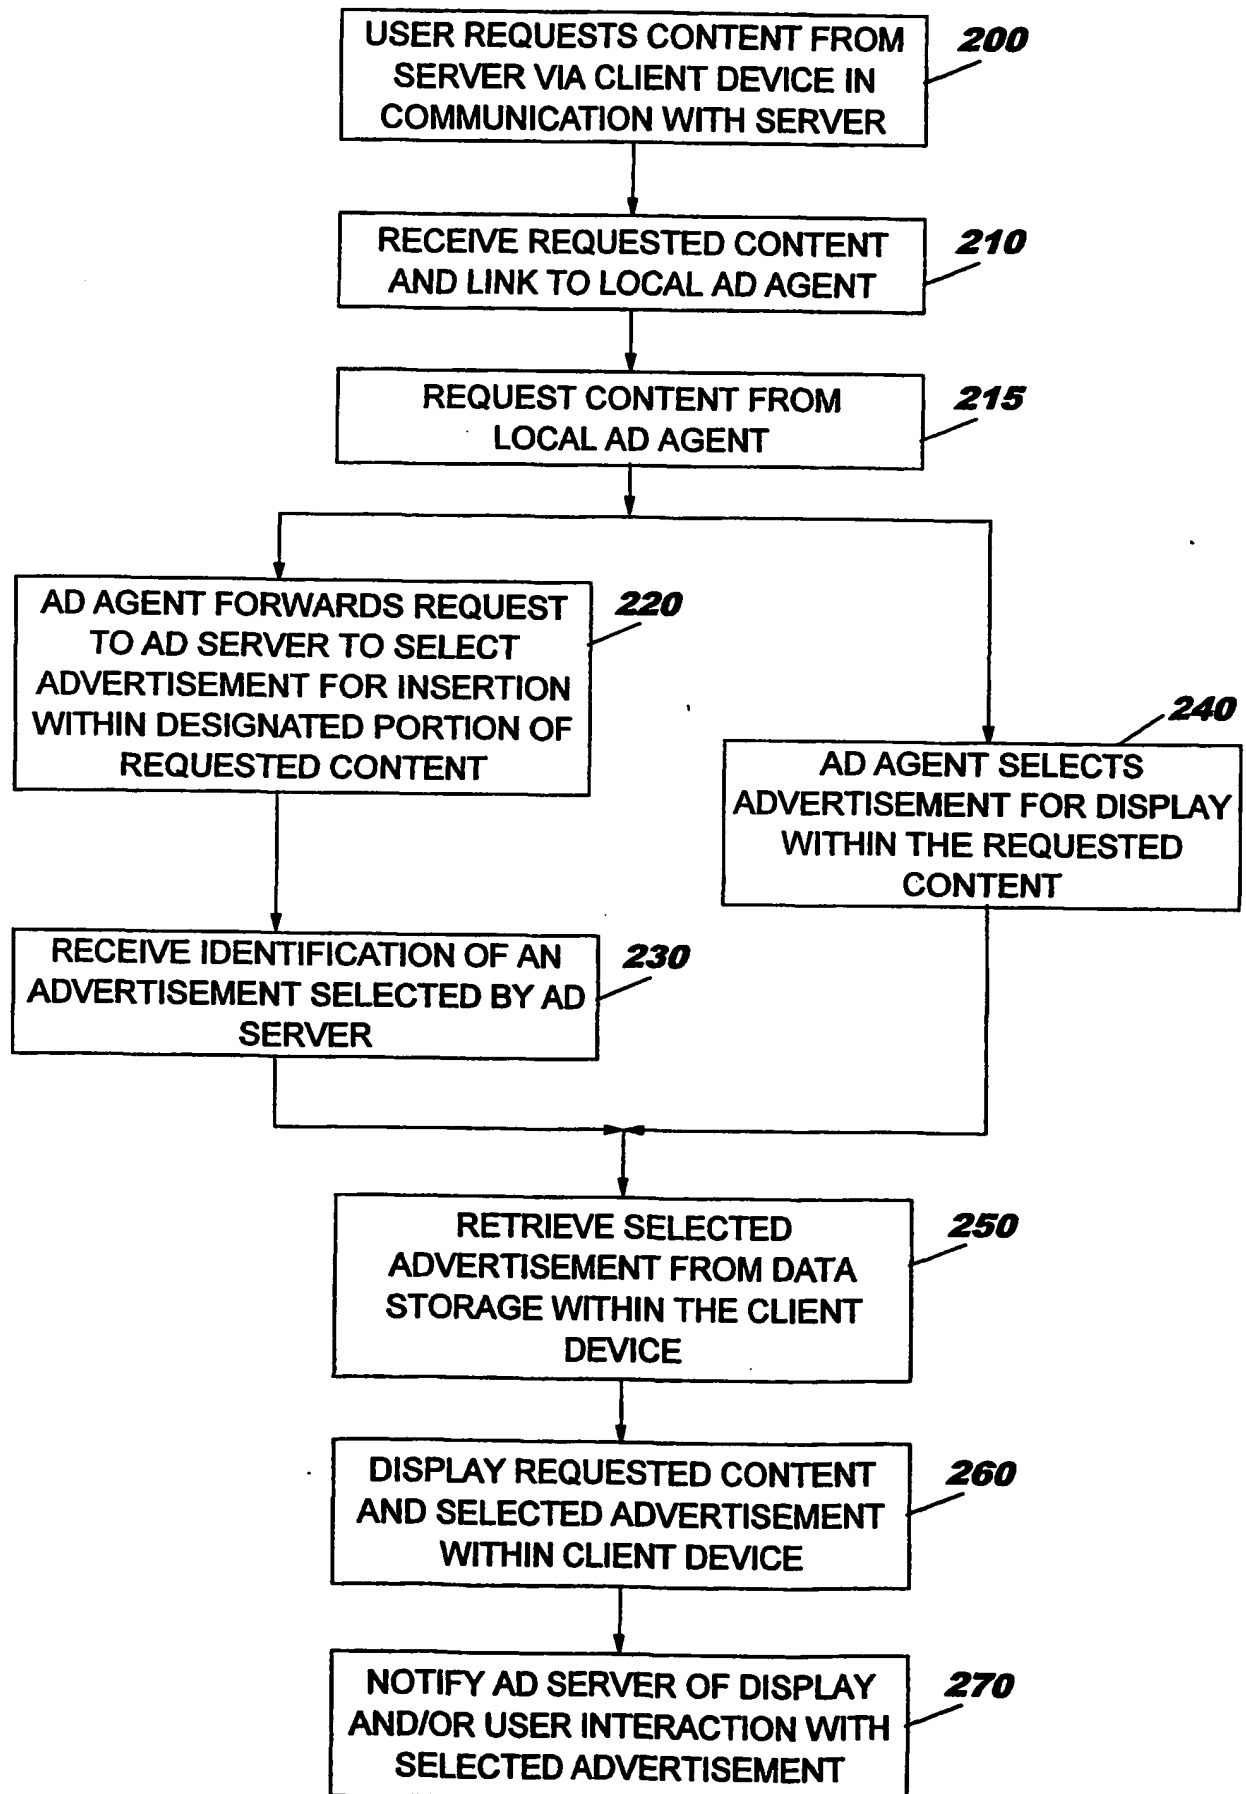 USER REQUESTS CONTENT FROM
SERVER VIA CLIENT DEVICE IN
COMMUNICATION WITH SERVER
200
RECEIVE REQUESTED CONTENT
AND LINK TO LOCAL AD AGENT
210
REQUEST CONTENT FROM
LOCAL AD AGENT
215
AD AGENT FORWARDS REQUEST
TO AD SERVER TO SELECT
ADVERTISEMENT FOR INSERTION
WITHIN DESIGNATED PORTION OF
REQUESTED CONTENT
220
240
AD AGENT SELECTS
ADVERTISEMENT FOR DISPLAY
WITHIN THE REQUESTED
CONTENT
RECEIVE IDENTIFICATION OF AN
ADVERTISEMENT SELECTED BY AD
SERVER
230
RETRIEVE SELECTED
ADVERTISEMENT FROM DATA
STORAGE WITHIN THE CLIENT
DEVICE
250
DISPLAY REQUESTED CONTENT
AND SELECTED ADVERTISEMENT
WITHIN CLIENT DEVICE
260
NOTIFY AD SERVER OF DISPLAY
AND/OR USER INTERACTION WITH
SELECTED ADVERTISEMENT
270